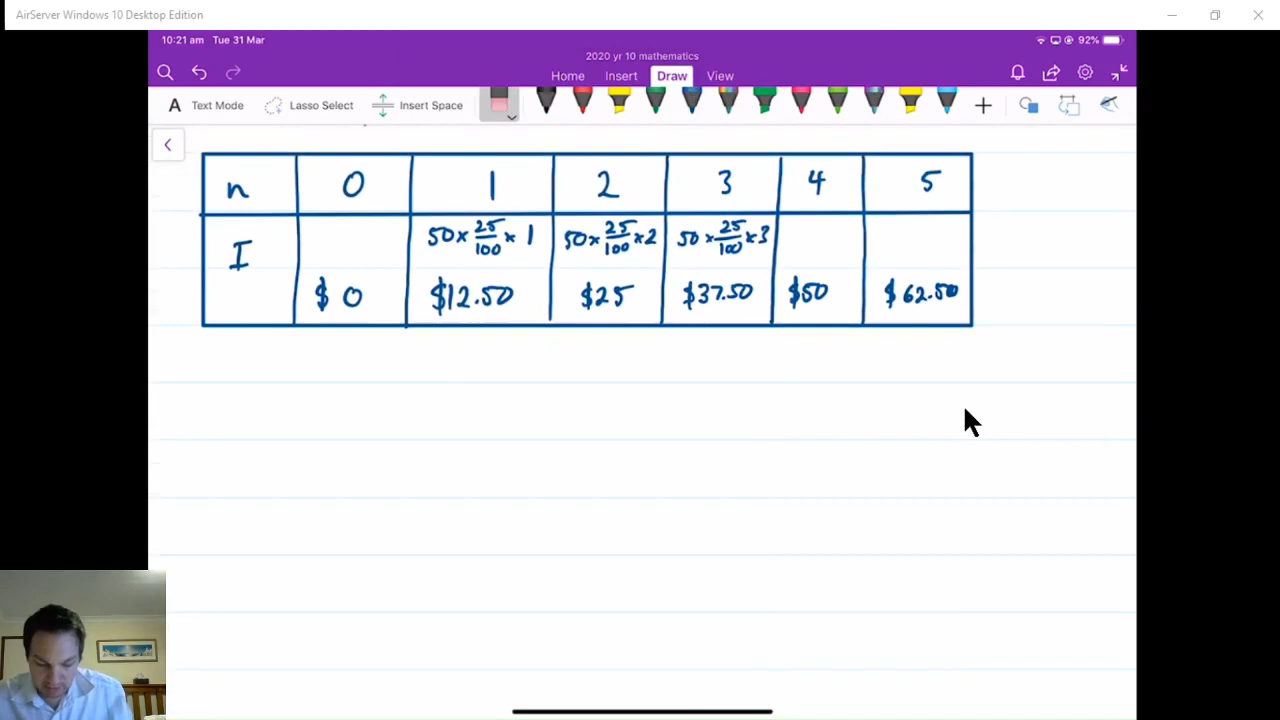 AirServer Windows 10 Desktop Edition
10:21 am Tue 31 Mar
92%
2020 yr 10 mathematics
Home Insert Draw View
A Text Mode Lasso Select Insert Space
n 0 1 2 3 4 5
I 50 × 25/100 × 1 50 × 25/100 × 2 50 × 25/100 × 3
$ 0 $12.50 $25 $37.50 $50 $62.50